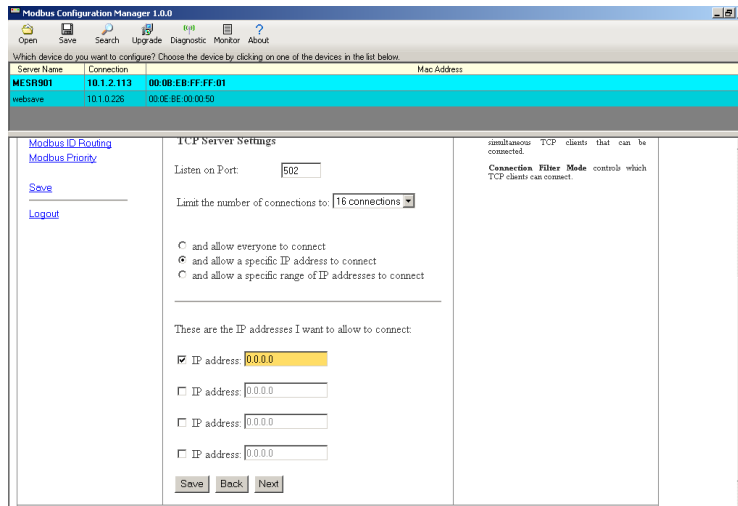 Modbus Configuration Manager 1.0.0
Open Save Search Upgrade Diagnostic Monitor About
Which device do you want to configure? Choose the device by clicking on one of the devices in the list below.
Server Name Connection Mac Address
MESR901 10.1.2.113 00:0B:EB:FF:FF:01
websave 10.1.0.226 00:0E:BE:00:00:50
Modbus ID Routing
Modbus Priority
Save
Logout
TCP Server Settings
Listen on Port: 502
Limit the number of connections to: 16 connections
and allow everyone to connect
and allow a specific IP address to connect
and allow a specific range of IP addresses to connect
These are the IP addresses I want to allow to connect:
IP address: 0.0.0.0
IP address: 0.0.0.0
IP address: 0.0.0.0
IP address: 0.0.0.0
Save Back Next
simultaneous TCP clients that can be
connected.
Connection Filter Mode controls which
TCP clients can connect.